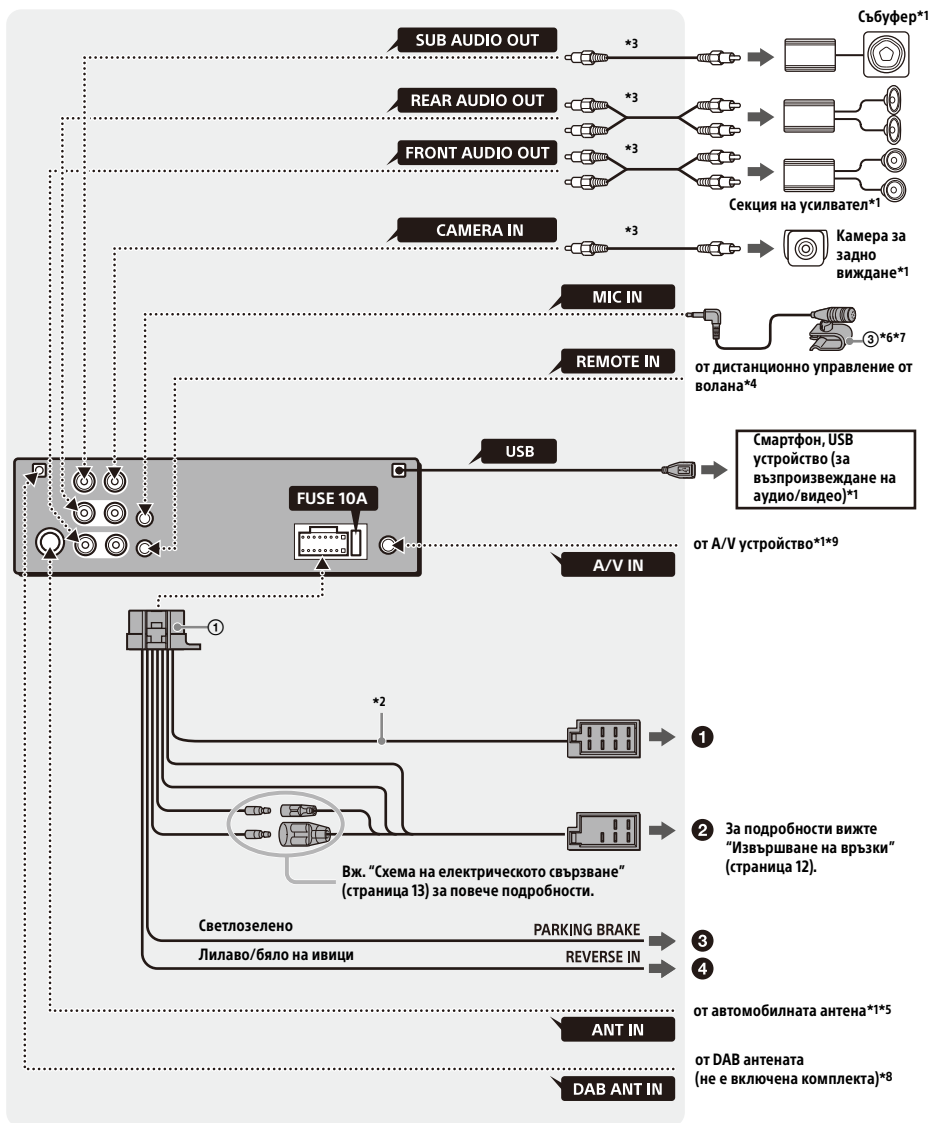 Събуфер*1
SUB AUDIO OUT
*3
REAR AUDIO OUT
*3
FRONT AUDIO OUT
*3
Секция на усилвател*1
CAMERA IN
*3
Камера за
задно
виждане*1
MIC IN
③*6*7
REMOTE IN
от дистанционно управление от
волана*4
USB
Смартфон, USB
устройство (за
възпроизвеждане на
аудио/видео)*1
FUSE 10A
от A/V устройство*1*9
A/V IN
①
*2
❶
❷ За подробности вижте
“Извършване на връзки”
(страница 12).
Вж. “Схема на електрическото свързване”
(страница 13) за повече подробности.
Светлозелено PARKING BRAKE ❸
Лилаво/бяло на ивици REVERSE IN ❹
от автомобилната антена*1*5
ANT IN
от DAB антената
(не е включена комплекта)*8
DAB ANT IN